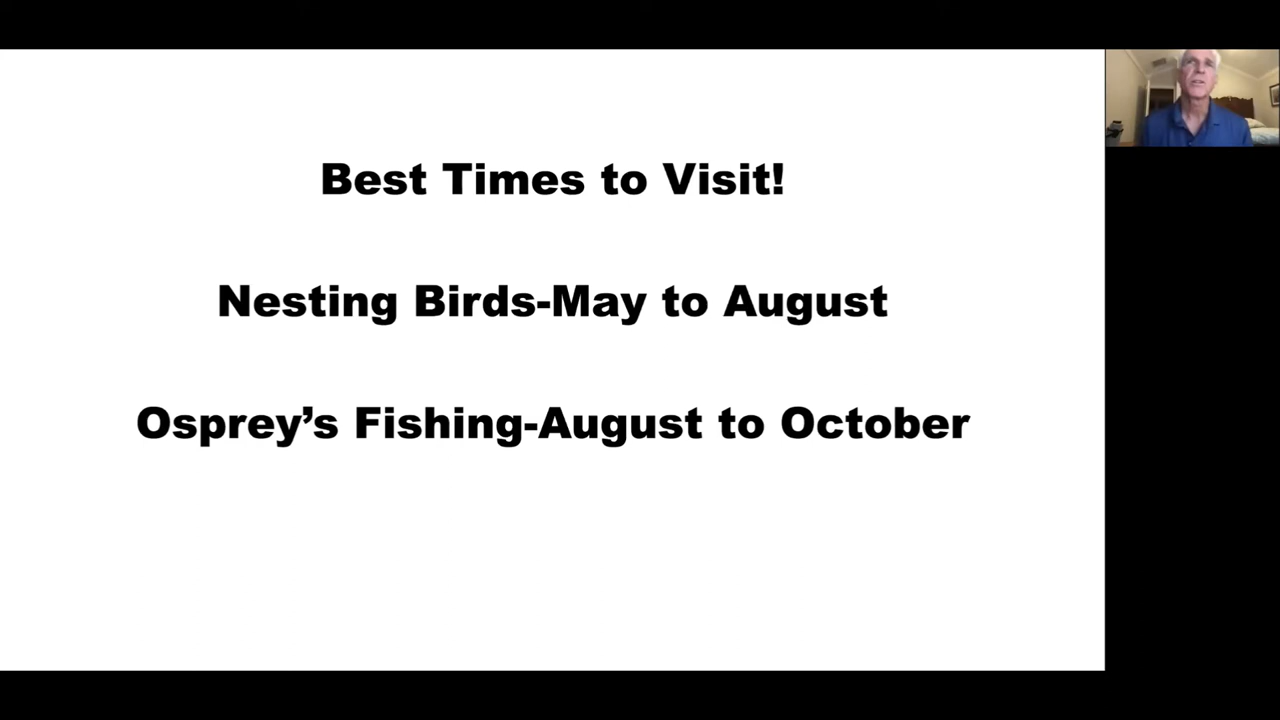 Best Times to Visit!
Nesting Birds-May to August
Osprey’s Fishing-August to October